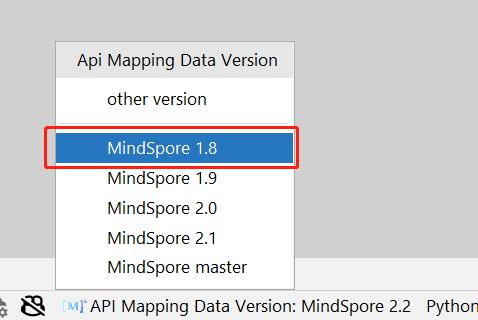 Api Mapping Data Version
other version
MindSpore 1.8
MindSpore 1.9
MindSpore 2.0
MindSpore 2.1
MindSpore master
[M] API Mapping Data Version: MindSpore 2.2 Python